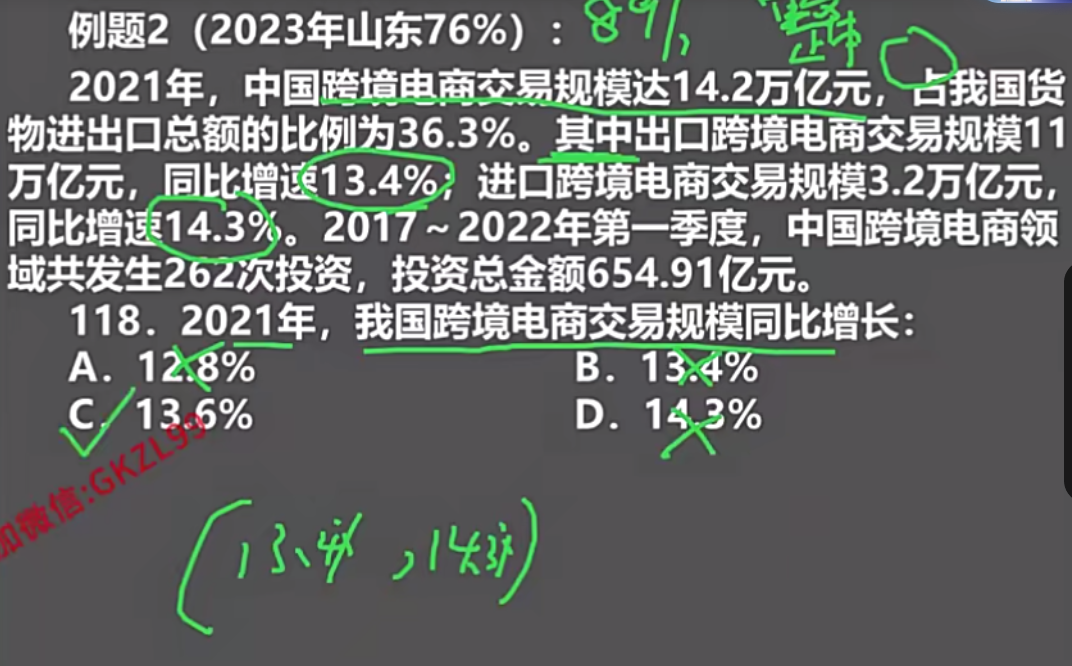 例题2（2023年山东76%）：89%
整体
2021年，中国跨境电商交易规模达14.2万亿元，占我国货
物进出口总额的比例为36.3%。其中出口跨境电商交易规模11
万亿元，同比增速13.4%；进口跨境电商交易规模3.2万亿元，
同比增速14.3%。2017～2022年第一季度，中国跨境电商领
域共发生262次投资，投资总金额654.91亿元。
118．2021年，我国跨境电商交易规模同比增长：
A．12.8% B．13.4%
C．13.6% D．14.3%
加微信:GKZL99
(13.4%，14.3%)